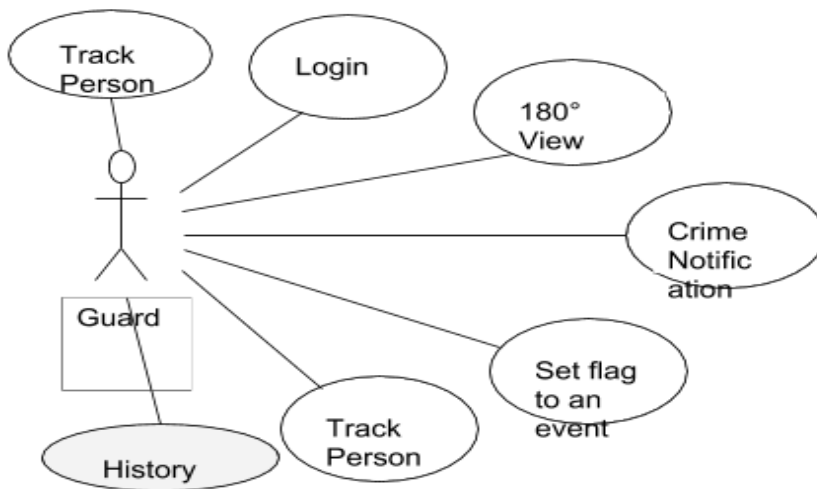 Track
Person
Login
180°
View
Crime
Notific
ation
Guard
Set flag
to an
event
Track
Person
History